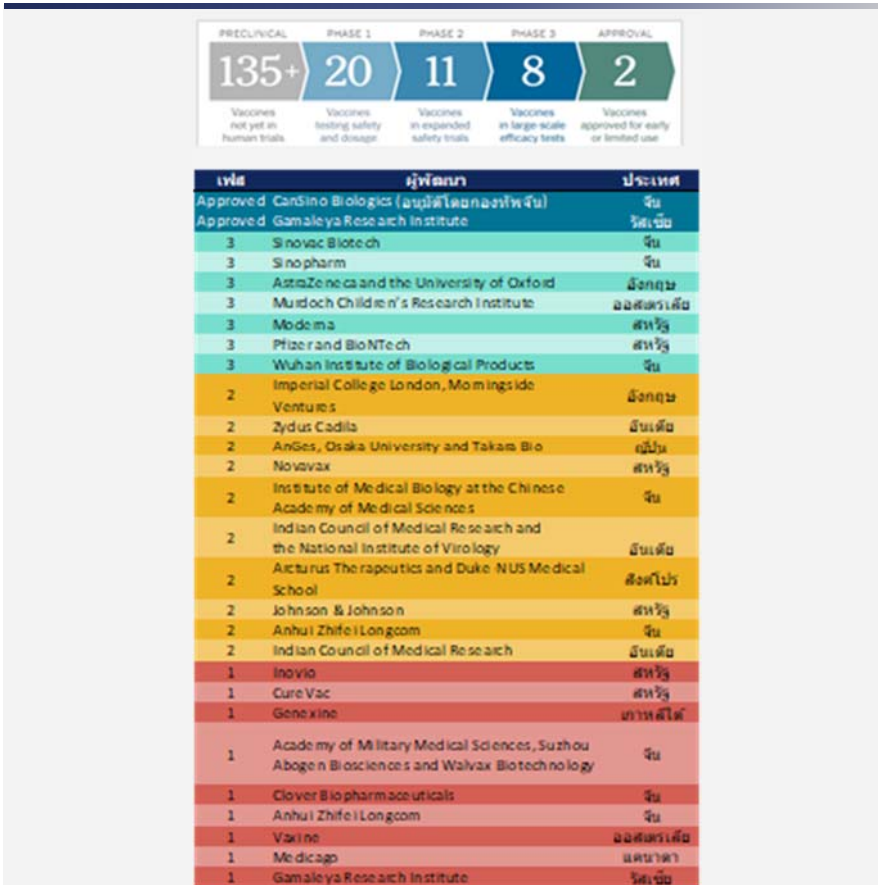 PRECLINICAL PHASE 1 PHASE 2 PHASE 3 APPROVAL
135+ 20 11 8 2
Vaccines Vaccines Vaccines Vaccines Vaccines
not yet in testing safety in expanded in large-scale approved for early
human trials and dosage safety trials efficacy tests or limited use
เฟส ผู้พัฒนา ประเทศ
Approved CanSino Biologics (อนุมัติโดยกองทัพจีน) จีน
Approved Gamaleya Research Institute รัสเซีย
3 Sinovac Biotech จีน
3 Sinopharm จีน
3 AstraZeneca and the University of Oxford อังกฤษ
3 Murdoch Children's Research Institute ออสเตรเลีย
3 Moderna สหรัฐ
3 Pfizer and BioNTech สหรัฐ
3 Wuhan Institute of Biological Products จีน
2 Imperial College London, Morningside
Ventures อังกฤษ
2 Zydus Cadila อินเดีย
2 AnGes, Osaka University and Takara Bio ญี่ปุ่น
2 Novavax สหรัฐ
2 Institute of Medical Biology at the Chinese
Academy of Medical Sciences จีน
2 Indian Council of Medical Research and
the National Institute of Virology อินเดีย
2 Arcturus Therapeutics and Duke-NUS Medical
School สิงคโปร
2 Johnson & Johnson สหรัฐ
2 Anhui Zhifei Longcom จีน
2 Indian Council of Medical Research อินเดีย
1 Inovio สหรัฐ
1 CureVac สหรัฐ
1 Genexine เกาหลีใต้
1 Academy of Military Medical Sciences, Suzhou
Abogen Biosciences and Walvax Biotechnology จีน
1 Clover Biopharmaceuticals จีน
1 Anhui Zhifei Longcom จีน
1 Vaxine ออสเตรเลีย
1 Medicago แคนาดา
1 Gamaleya Research Institute รัสเซีย